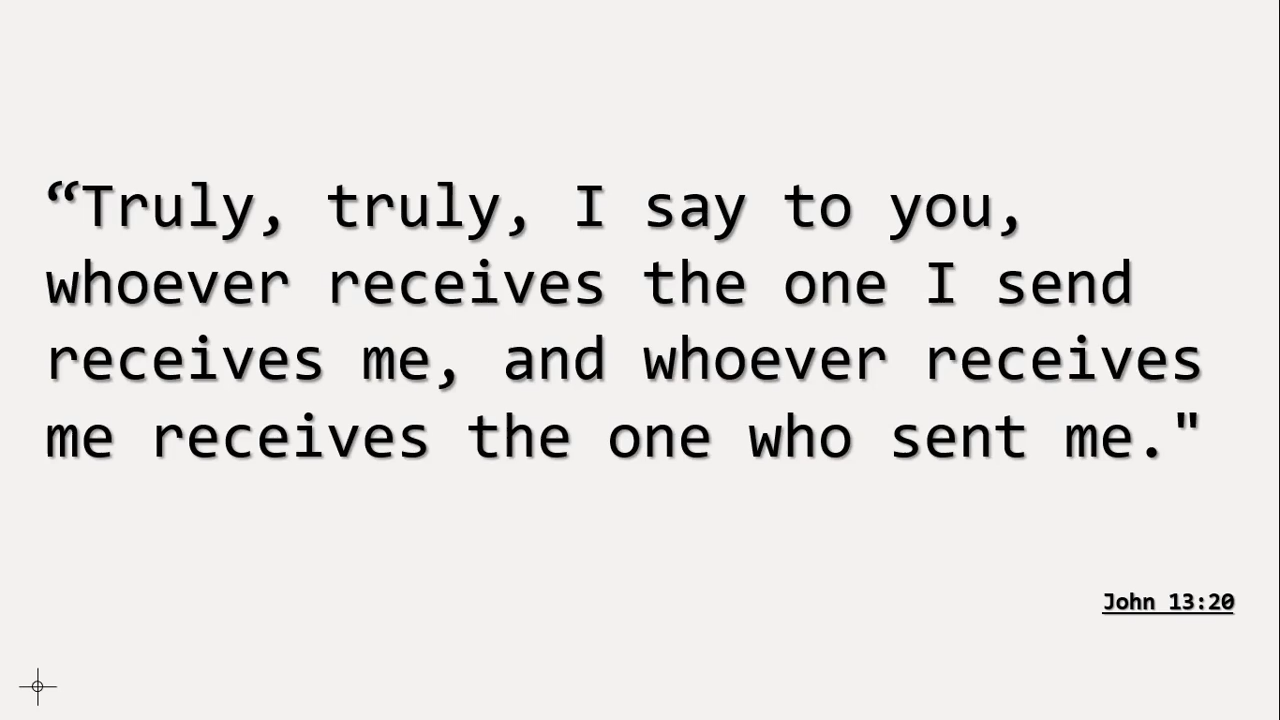 “Truly, truly, I say to you,
whoever receives the one I send
receives me, and whoever receives
me receives the one who sent me."
John 13:20